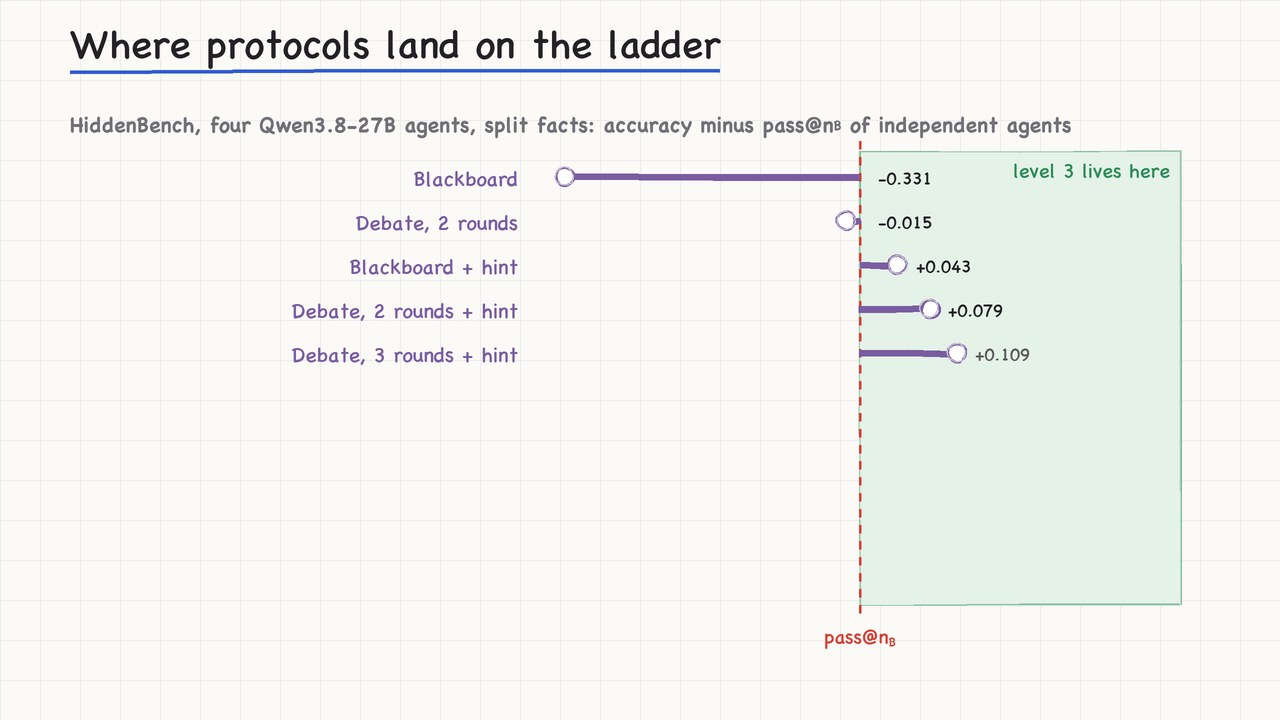 Where protocols land on the ladder
HiddenBench, four Qwen3.8-27B agents, split facts: accuracy minus pass@nB of independent agents
level 3 lives here
Blackboard -0.331
Debate, 2 rounds -0.015
Blackboard + hint +0.043
Debate, 2 rounds + hint +0.079
Debate, 3 rounds + hint +0.109
pass@nB